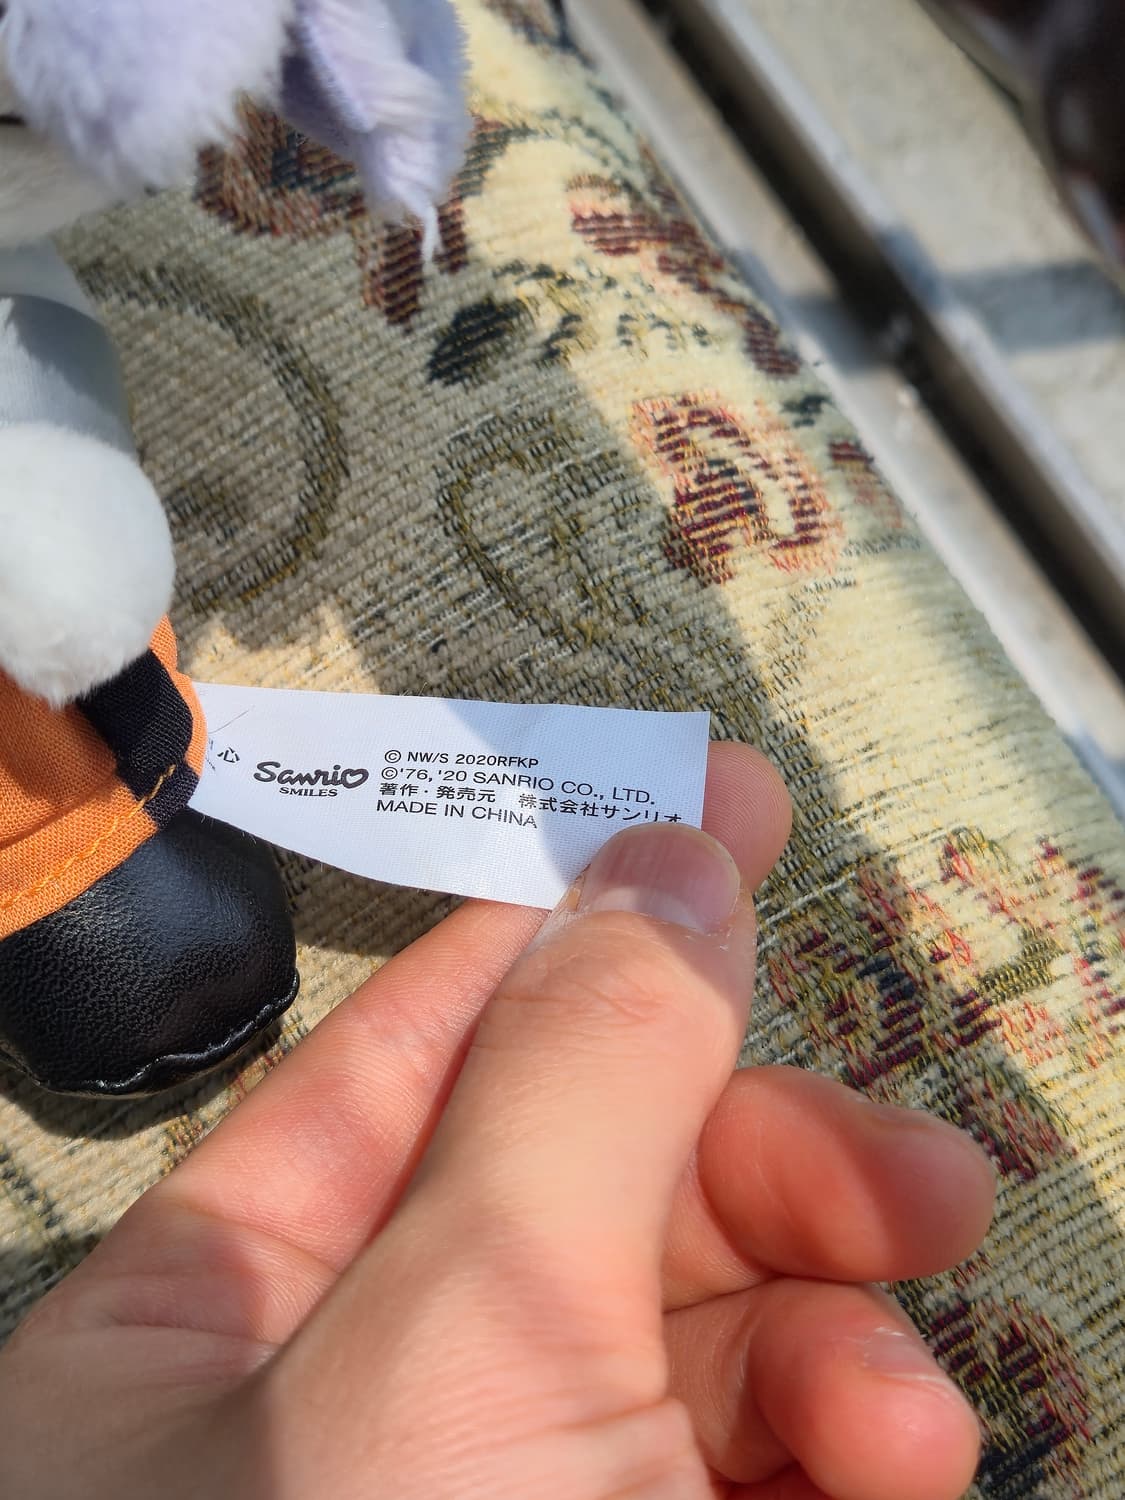 心
Sanrio
SMILES
© NW/S 2020RFKP
©'76,'20 SANRIO CO., LTD.
著作・発売元 株式会社サンリオ
MADE IN CHINA